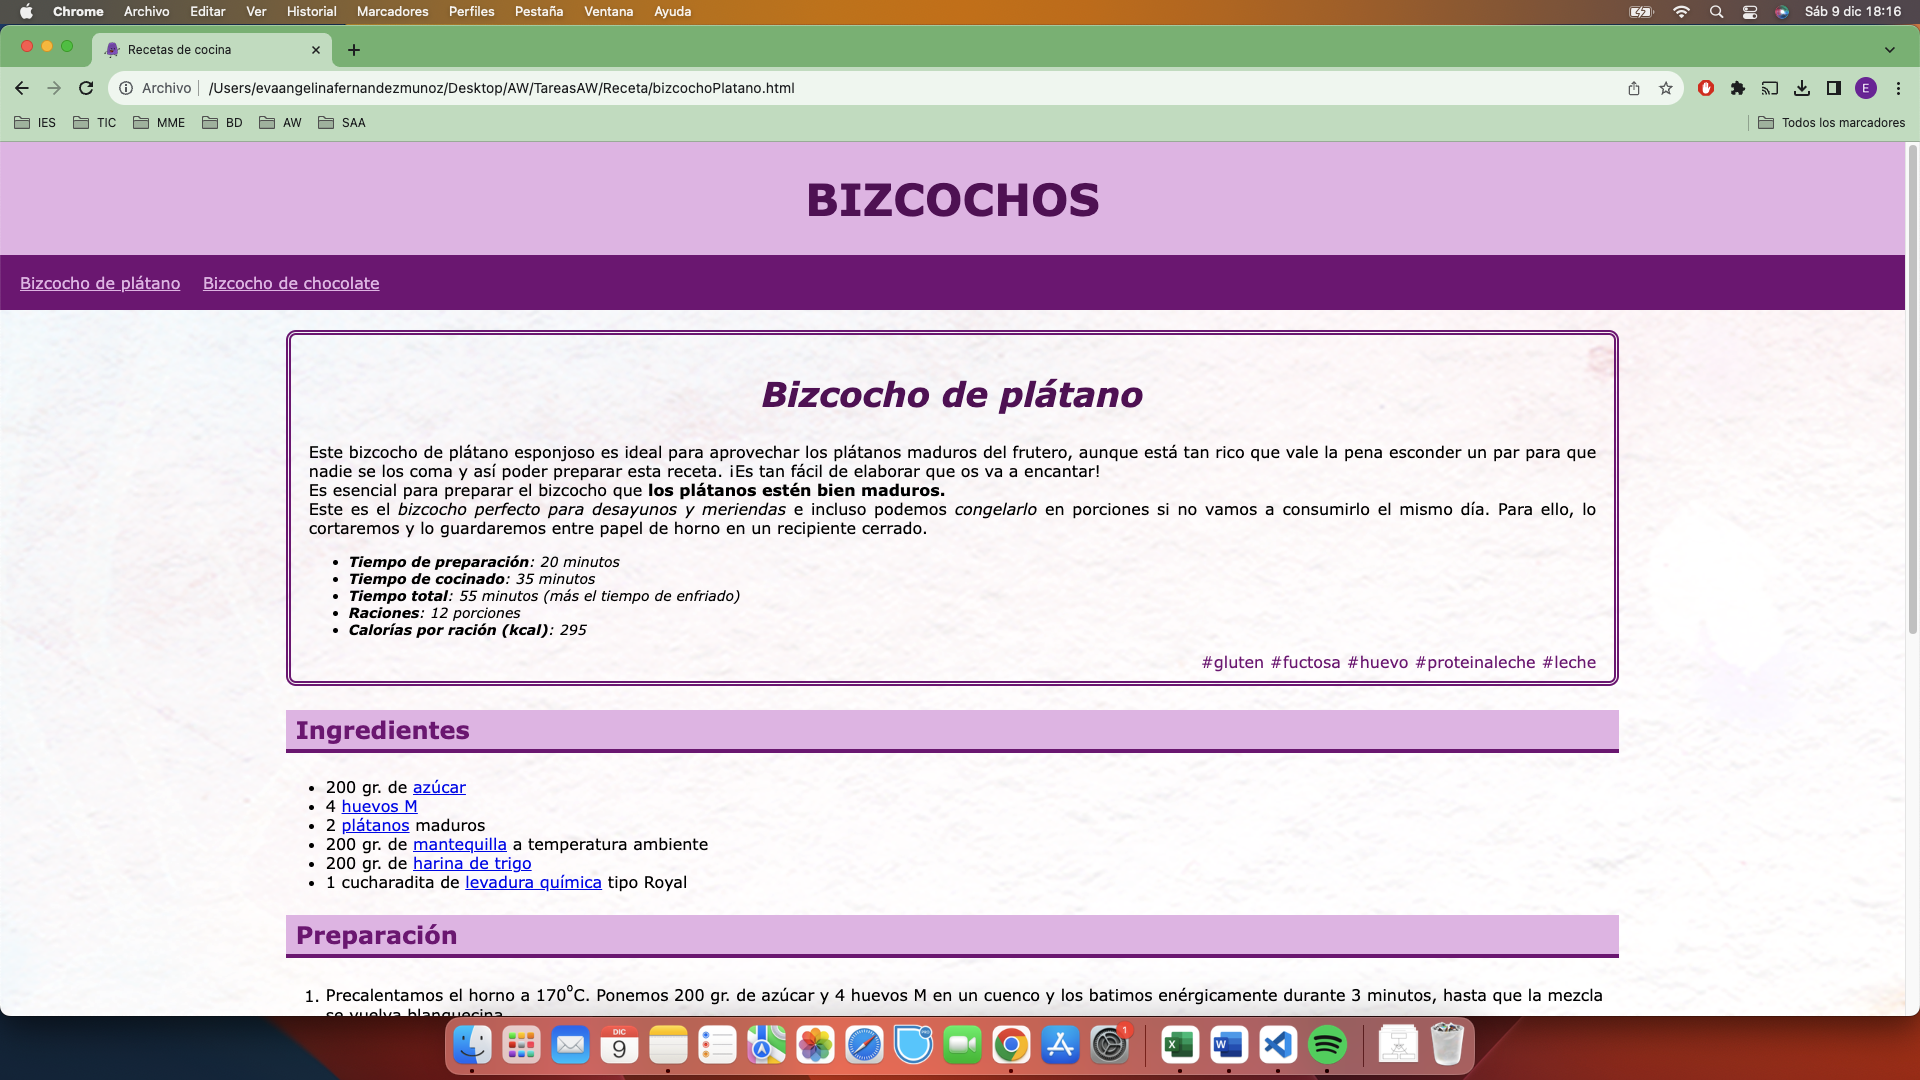 Chrome Archivo Editar Ver Historial Marcadores Perfiles Pestaña Ventana Ayuda Sáb 9 dic 18:16
Recetas de cocina
Archivo /Users/evaangelinafernandezmunoz/Desktop/AW/TareasAW/Receta/bizcochoPlatano.html E
IES TIC MME BD AW SAA Todos los marcadores
BIZCOCHOS
Bizcocho de plátano Bizcocho de chocolate
Bizcocho de plátano
Este bizcocho de plátano esponjoso es ideal para aprovechar los plátanos maduros del frutero, aunque está tan rico que vale la pena esconder un par para que
nadie se los coma y así poder preparar esta receta. ¡Es tan fácil de elaborar que os va a encantar!
Es esencial para preparar el bizcocho que los plátanos estén bien maduros.
Este es el bizcocho perfecto para desayunos y meriendas e incluso podemos congelarlo en porciones si no vamos a consumirlo el mismo día. Para ello, lo
cortaremos y lo guardaremos entre papel de horno en un recipiente cerrado.
• Tiempo de preparación: 20 minutos
• Tiempo de cocinado: 35 minutos
• Tiempo total: 55 minutos (más el tiempo de enfriado)
• Raciones: 12 porciones
• Calorías por ración (kcal): 295
#gluten #fuctosa #huevo #proteinaleche #leche
Ingredientes
• 200 gr. de azúcar
• 4 huevos M
• 2 plátanos maduros
• 200 gr. de mantequilla a temperatura ambiente
• 200 gr. de harina de trigo
• 1 cucharadita de levadura química tipo Royal
Preparación
1. Precalentamos el horno a 170ºC. Ponemos 200 gr. de azúcar y 4 huevos M en un cuenco y los batimos enérgicamente durante 3 minutos, hasta que la mezcla
se vuelva blanquecina
DIC
9
1